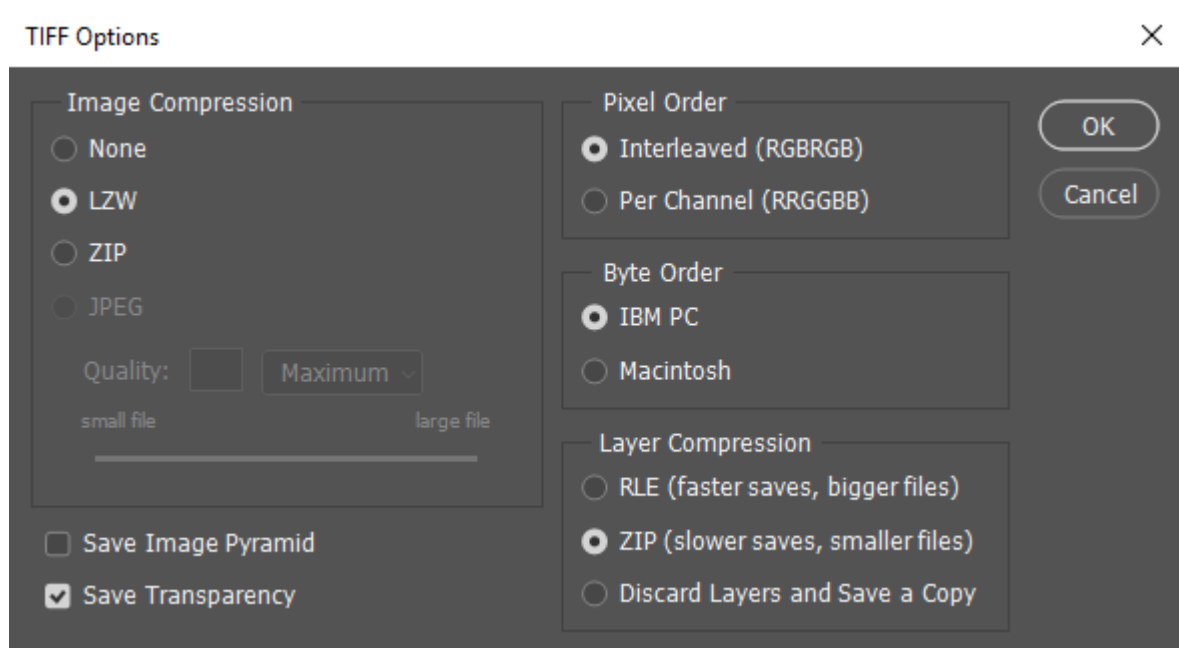 TIFF Options
Image Compression
None
LZW
ZIP
JPEG
Quality: Maximum
small file large file
Save Image Pyramid
Save Transparency
Pixel Order
Interleaved (RGBRGB)
Per Channel (RRGGBB)
Byte Order
IBM PC
Macintosh
Layer Compression
RLE (faster saves, bigger files)
ZIP (slower saves, smaller files)
Discard Layers and Save a Copy
OK
Cancel